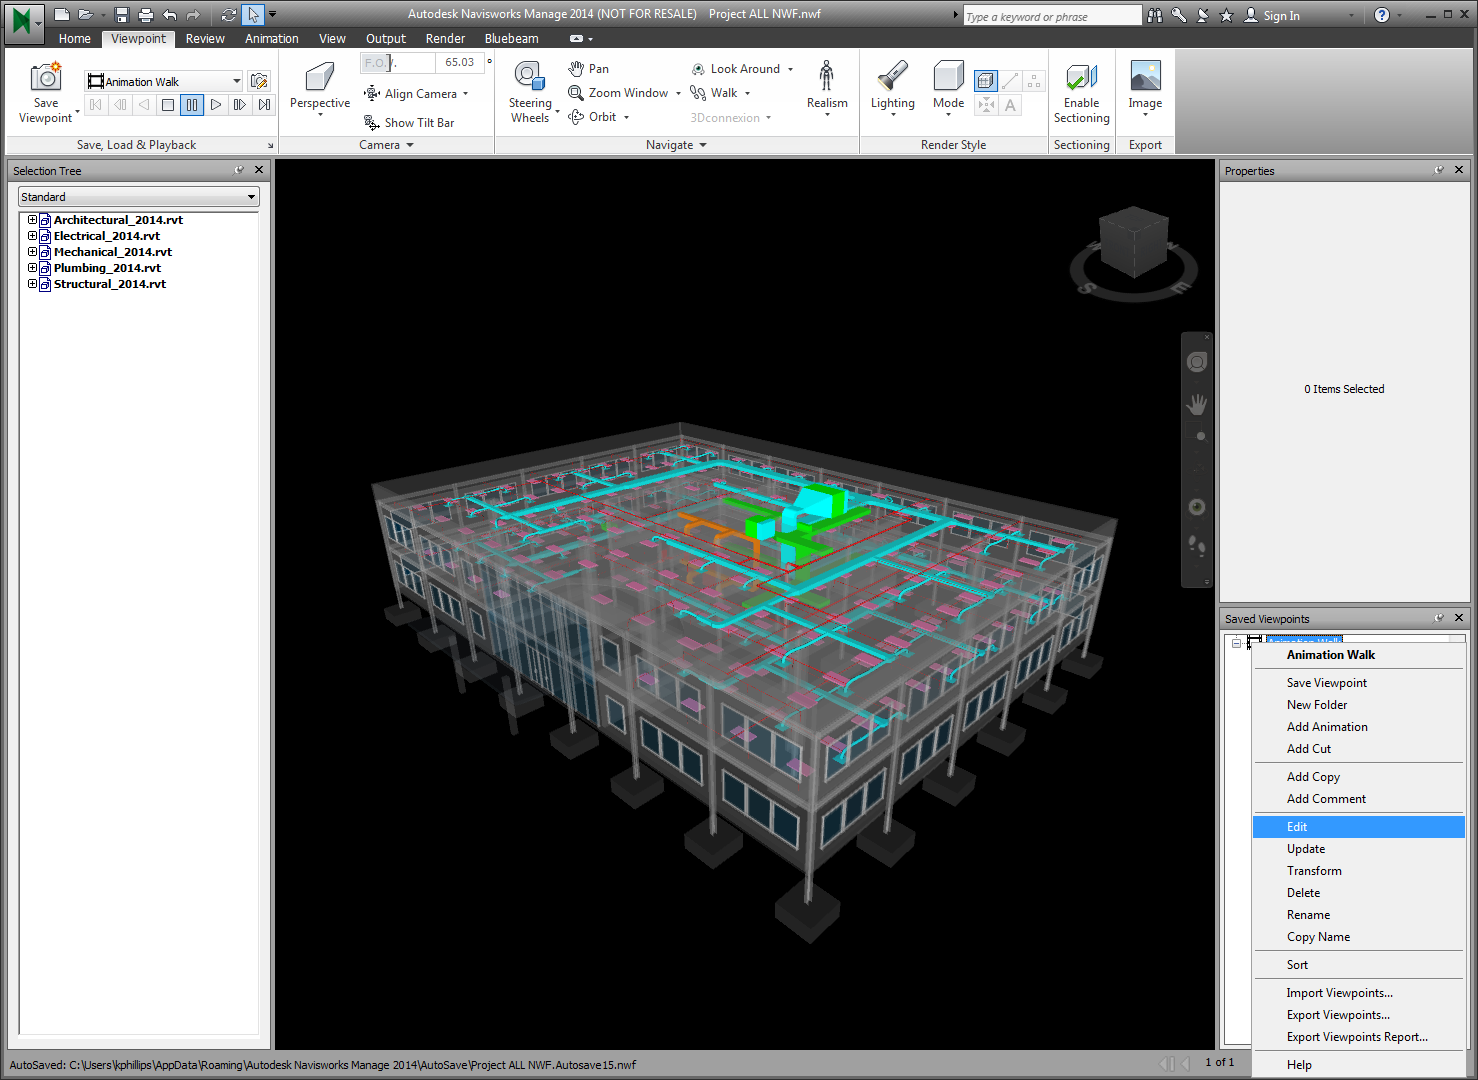 Autodesk Navisworks Manage 2014 (NOT FOR RESALE) Project ALL NWF.nwf
Type a keyword or phrase
Sign In
Home Viewpoint Review Animation View Output Render Bluebeam
Save Viewpoint
Animation Walk
Save, Load & Playback
Perspective
F.O.V.
65.03 °
Align Camera
Show Tilt Bar
Camera
Steering Wheels
Pan
Zoom Window
Orbit
Look Around
Walk
3Dconnexion
Navigate
Realism
Lighting
Mode
A
Render Style
Enable Sectioning
Sectioning
Image
Export
Selection Tree
Standard
Architectural_2014.rvt
Electrical_2014.rvt
Mechanical_2014.rvt
Plumbing_2014.rvt
Structural_2014.rvt
S
E
Properties
0 Items Selected
Saved Viewpoints
Animation Walk
Animation Walk
Save Viewpoint
New Folder
Add Animation
Add Cut
Add Copy
Add Comment
Edit
Update
Transform
Delete
Rename
Copy Name
Sort
Import Viewpoints...
Export Viewpoints...
Export Viewpoints Report...
Help
AutoSaved: C:\Users\kphillips\AppData\Roaming\Autodesk Navisworks Manage 2014\AutoSave\Project ALL NWF.Autosave15.nwf
1 of 1